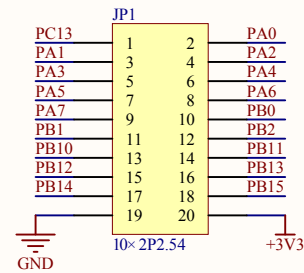 JP1
PC13 1 2 PA0
PA1 3 4 PA2
PA3 5 6 PA4
PA5 7 8 PA6
PA7 9 10 PB0
PB1 11 12 PB2
PB10 13 14 PB11
PB12 15 16 PB13
PB14 17 18 PB15
19 20
10×2P2.54
GND +3V3